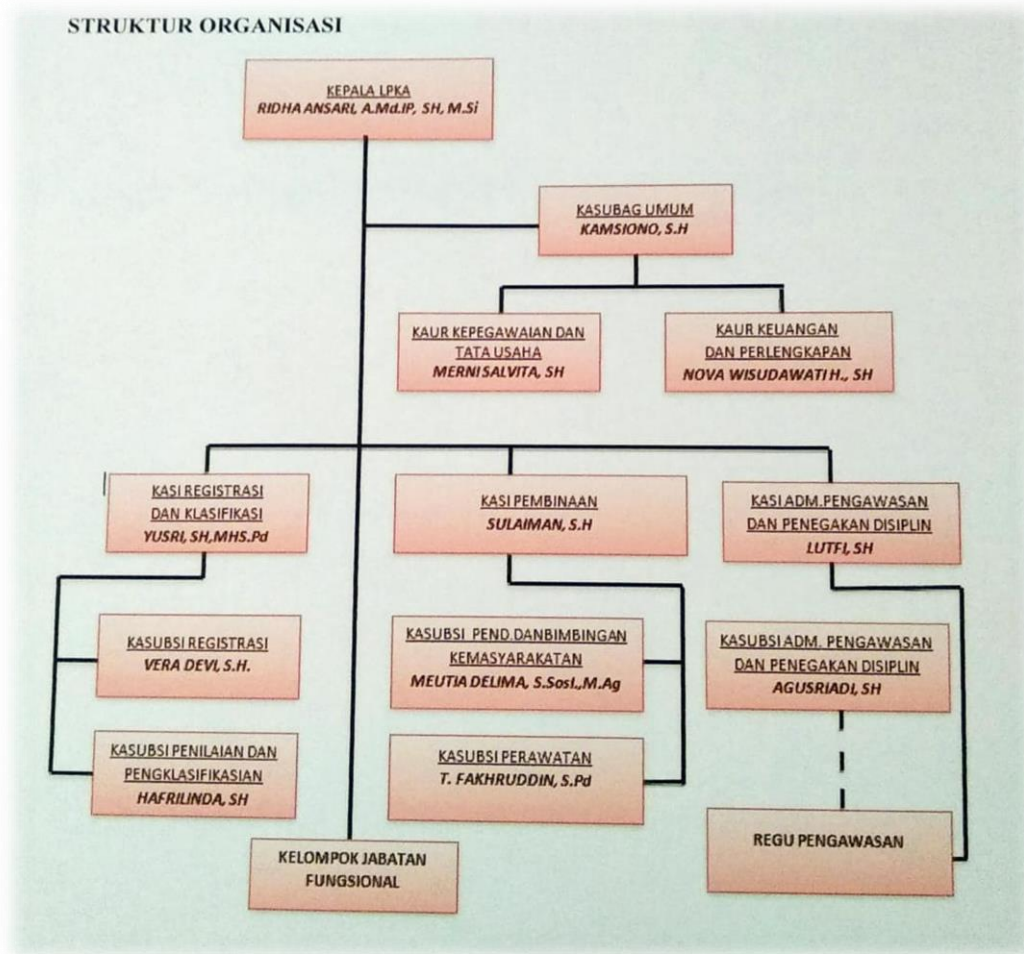 STRUKTUR ORGANISASI
KEPALA LPKA
RIDHA ANSARI, A.Md.IP, SH, M.Si
KASUBAG UMUM
KAMSIONO, S.H
KAUR KEPEGAWAIAN DAN
TATA USAHA
MERNI SALVITA, SH
KAUR KEUANGAN
DAN PERLENGKAPAN
NOVA WISUDAWATI H., SH
KASI REGISTRASI
DAN KLASIFIKASI
YUSRI, SH,MHS.Pd
KASI PEMBINAAN
SULAIMAN, S.H
KASI ADM.PENGAWASAN
DAN PENEGAKAN DISIPLIN
LUTFI, SH
KASUBSI REGISTRASI
VERA DEVI, S.H.
KASUBSI PEND.DANBIMBINGAN
KEMASYARAKATAN
MEUTIA DELIMA, S.SosI.,M.Ag
KASUBSI ADM. PENGAWASAN
DAN PENEGAKAN DISIPLIN
AGUSRIADI, SH
KASUBSI PENILAIAN DAN
PENGKLASIFIKASIAN
HAFRILINDA, SH
KASUBSI PERAWATAN
T. FAKHRUDDIN, S.Pd
REGU PENGAWASAN
KELOMPOK JABATAN
FUNGSIONAL